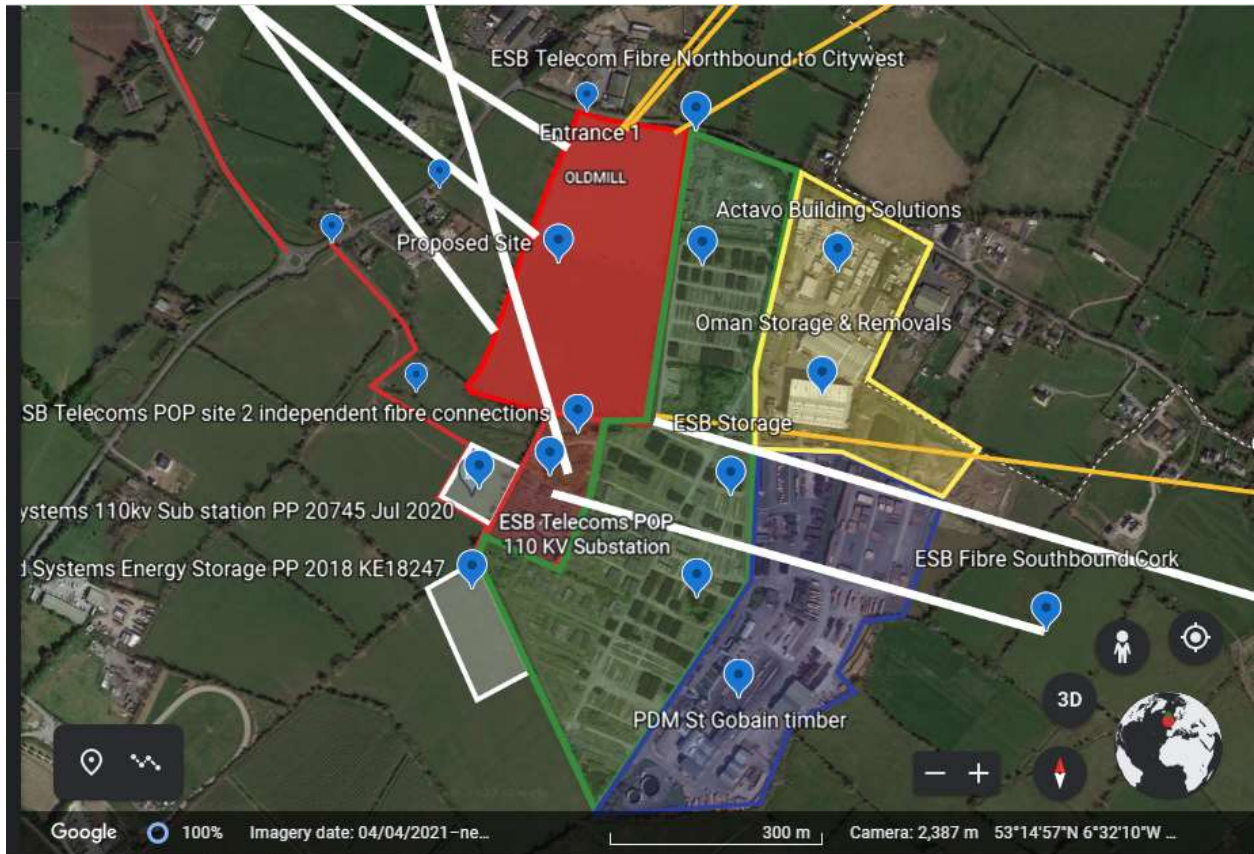 ESB Telecom Fibre Northbound to Citywest
Entrance 1
OLDMILL
Actavo Building Solutions
Proposed Site
Oman Storage & Removals
SB Telecoms POP site 2 independent fibre connections
ESB Storage
ystems 110kv Sub station PP 20745 Jul 2020
ESB Telecoms POP
110 KV Substation
d Systems Energy Storage PP 2018 KE18247
ESB Fibre Southbound Cork
PDM St Gobain timber
3D
Google
100%
Imagery date: 04/04/2021–ne...
300 m
Camera: 2,387 m
53°14'57"N 6°32'10"W ...